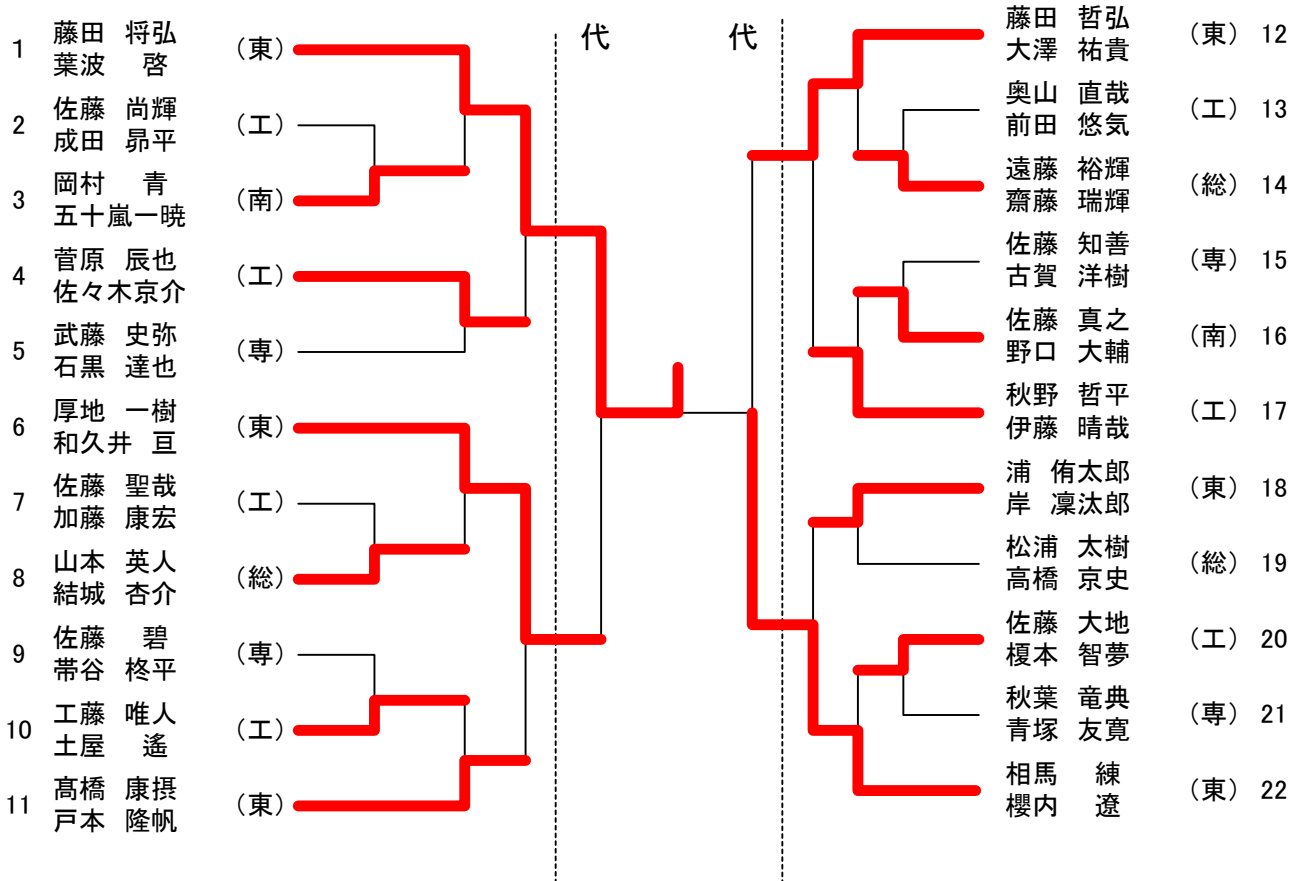 代 代
1 藤田 将弘 (東)
葉波 啓
2 佐藤 尚輝 (工)
成田 昴平
3 岡村 青 (南)
五十嵐一暁
4 菅原 辰也 (工)
佐々木京介
5 武藤 史弥 (専)
石黒 達也
6 厚地 一樹 (東)
和久井 亘
7 佐藤 聖哉 (工)
加藤 康宏
8 山本 英人 (総)
結城 杏介
9 佐藤 碧 (専)
帯谷 柊平
10 工藤 唯人 (工)
土屋 遙
11 髙橋 康摂 (東)
戸本 隆帆
藤田 哲弘 (東) 12
大澤 祐貴
奥山 直哉 (工) 13
前田 悠気
遠藤 裕輝 (総) 14
齋藤 瑞輝
佐藤 知善 (専) 15
古賀 洋樹
佐藤 真之 (南) 16
野口 大輔
秋野 哲平 (工) 17
伊藤 晴哉
浦 侑太郎 (東) 18
岸 凜汰郎
松浦 太樹 (総) 19
高橋 京史
佐藤 大地 (工) 20
榎本 智夢
秋葉 竜典 (専) 21
青塚 友寛
相馬 練 (東) 22
櫻内 遼